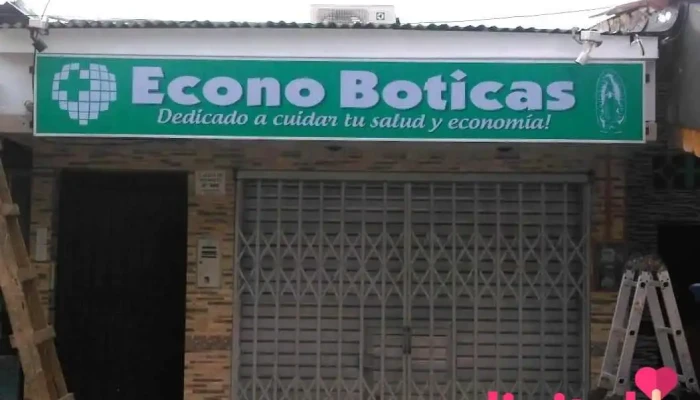 Econo Boticas
Dedicado a cuidar tu salud y economía!